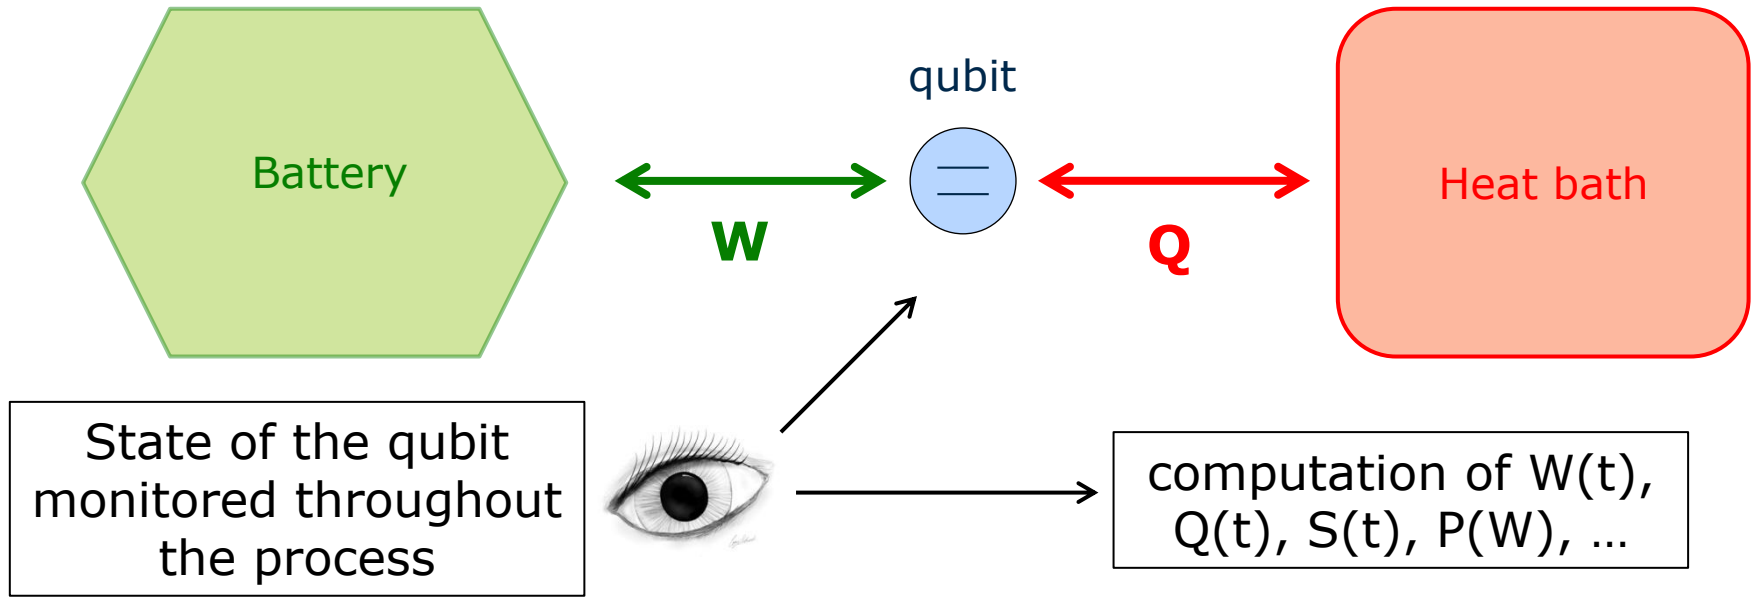 qubit
Battery
Heat bath
W
Q
State of the qubit
monitored throughout
the process
computation of W(t),
Q(t), S(t), P(W), ...